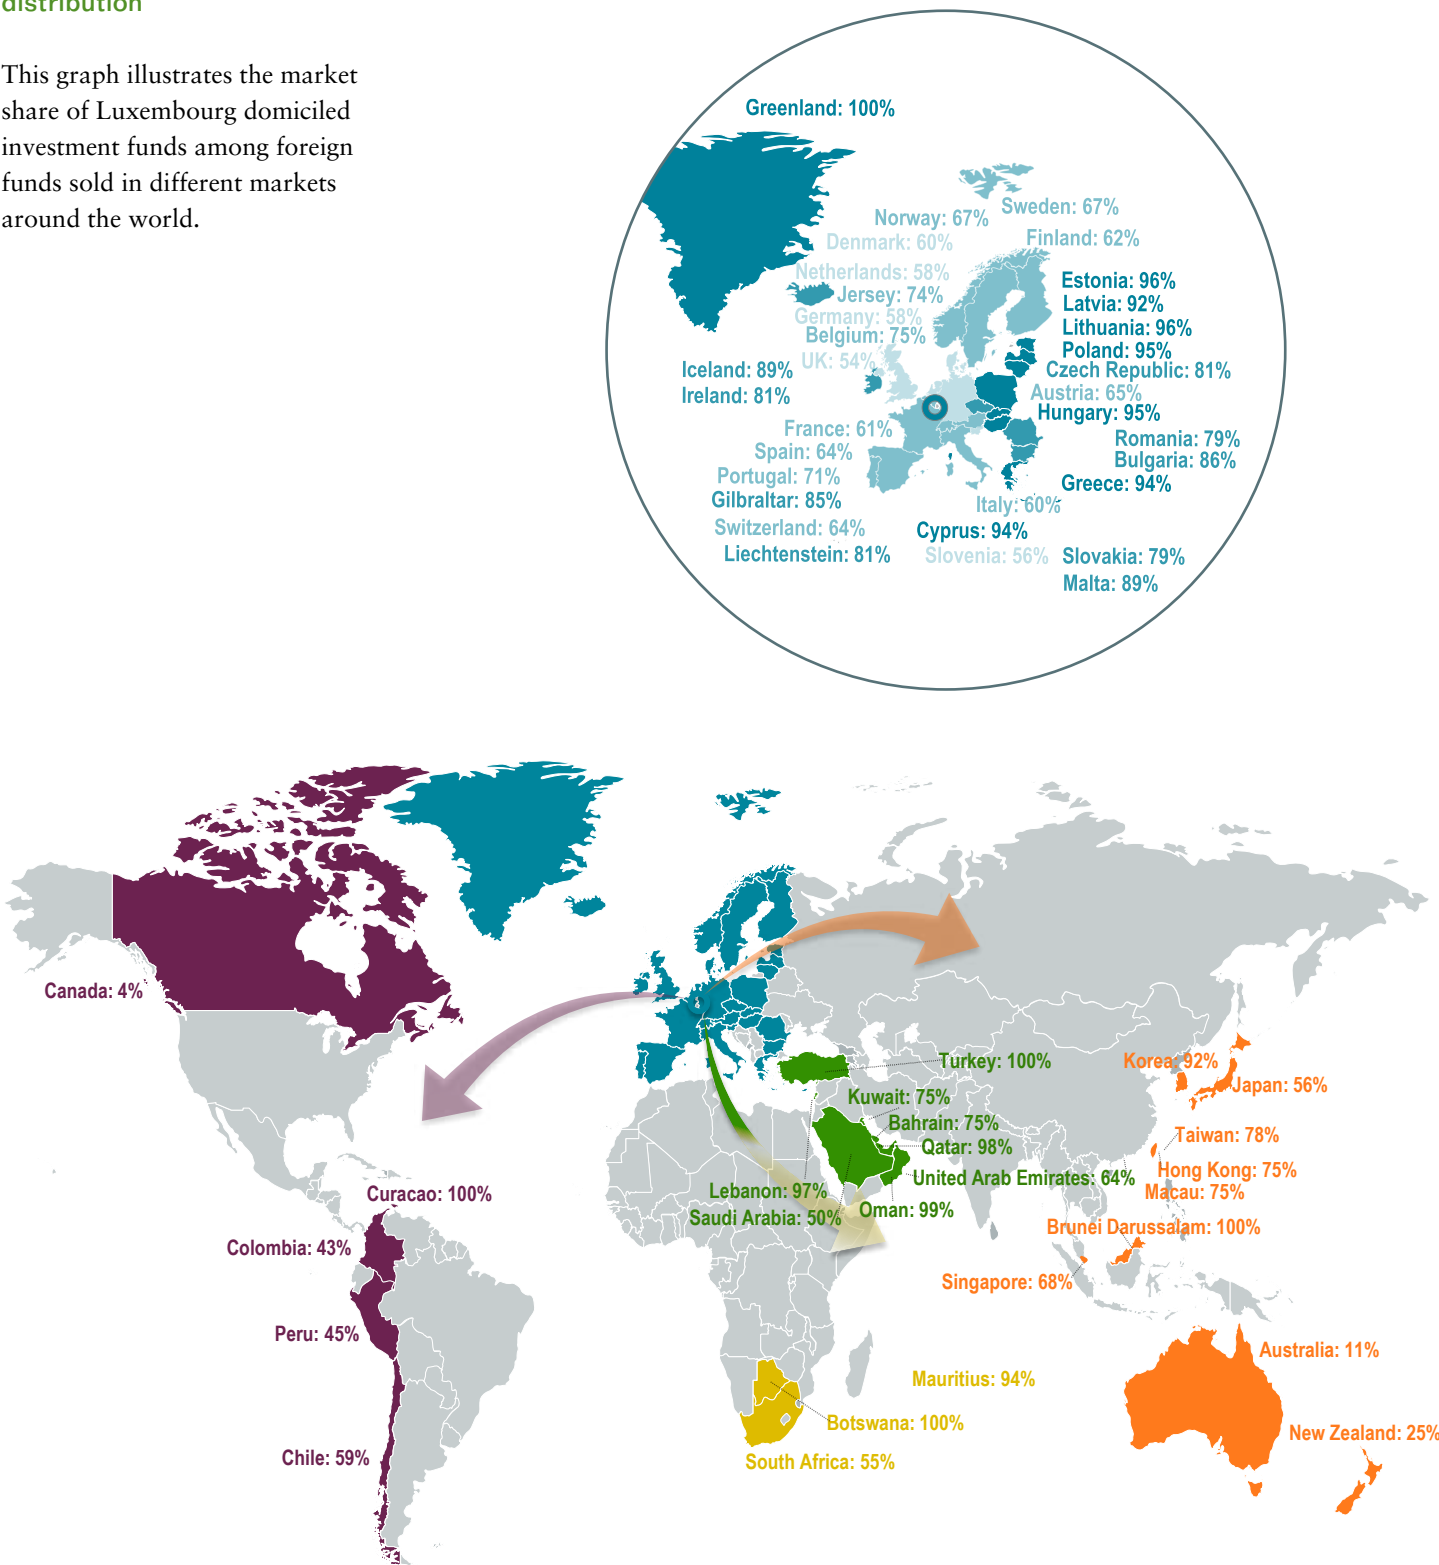 distribution
This graph illustrates the market
share of Luxembourg domiciled
investment funds among foreign
funds sold in different markets
around the world.
Greenland: 100%
Sweden: 67%
Norway: 67%
Denmark: 60%
Finland: 62%
Netherlands: 58%
Estonia: 96%
Jersey: 74%
Latvia: 92%
Germany: 58%
Lithuania: 96%
Belgium: 75%
Poland: 95%
UK: 54%
Iceland: 89%
Czech Republic: 81%
Ireland: 81%
Austria: 65%
Hungary: 95%
France: 61%
Romania: 79%
Spain: 64%
Bulgaria: 86%
Portugal: 71%
Greece: 94%
Gilbraltar: 85%
Italy: 60%
Switzerland: 64%
Cyprus: 94%
Liechtenstein: 81%
Slovenia: 56%
Slovakia: 79%
Malta: 89%
Canada: 4%
Turkey: 100%
Korea: 92%
Japan: 56%
Kuwait: 75%
Bahrain: 75%
Taiwan: 78%
Qatar: 98%
Hong Kong: 75%
United Arab Emirates: 64%
Lebanon: 97%
Macau: 75%
Curacao: 100%
Oman: 99%
Saudi Arabia: 50%
Brunei Darussalam: 100%
Colombia: 43%
Singapore: 68%
Peru: 45%
Australia: 11%
Mauritius: 94%
Botswana: 100%
New Zealand: 25%
Chile: 59%
South Africa: 55%